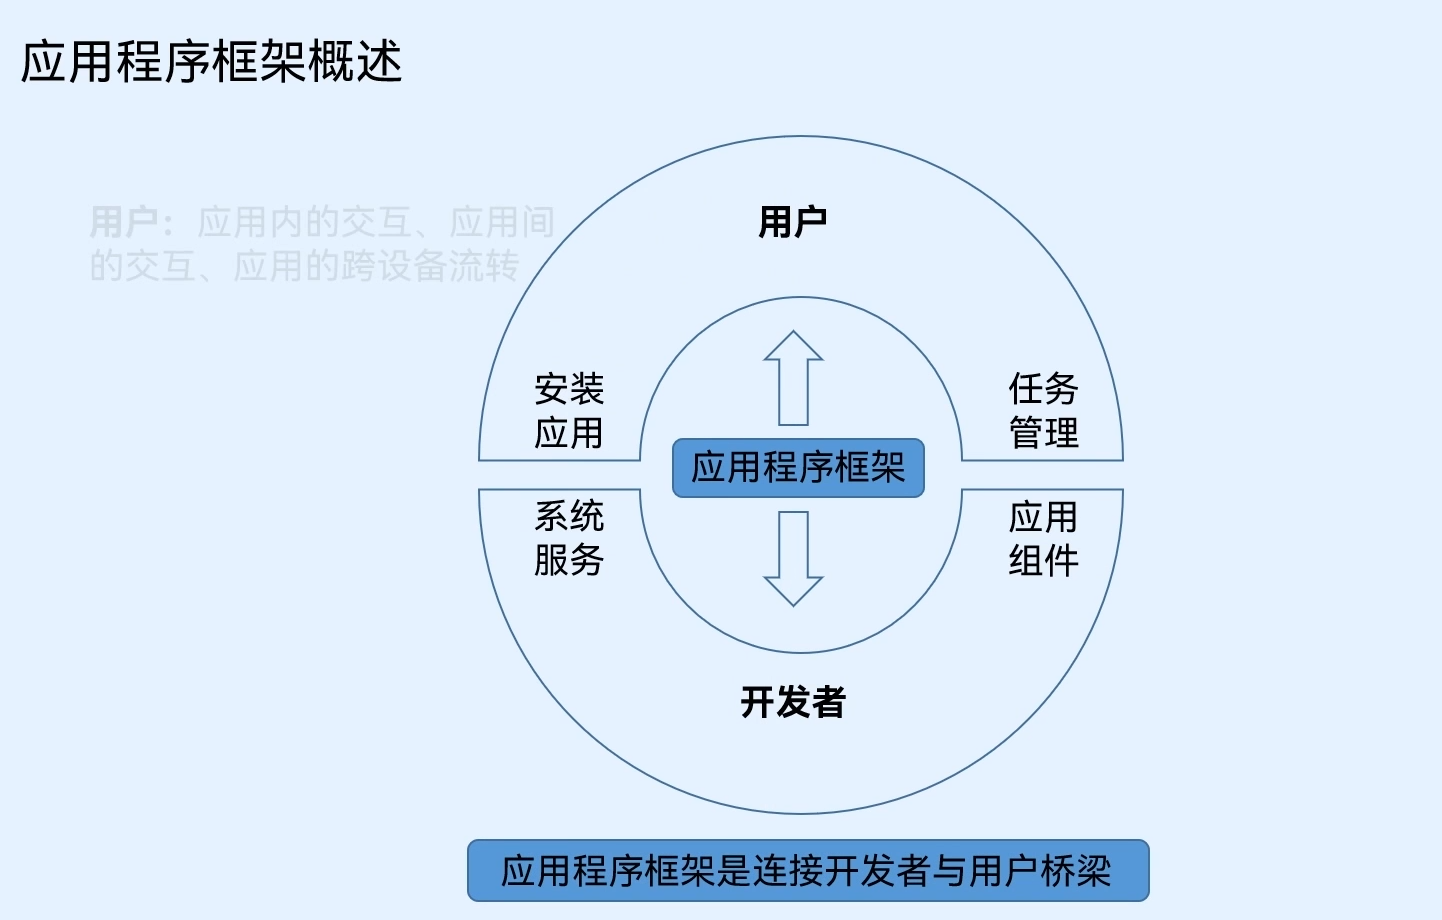 应用程序框架概述
用户：应用内的交互、应用间
的交互、应用的跨设备流转
用户
安装
应用
任务
管理
应用程序框架
系统
服务
应用
组件
开发者
应用程序框架是连接开发者与用户桥梁